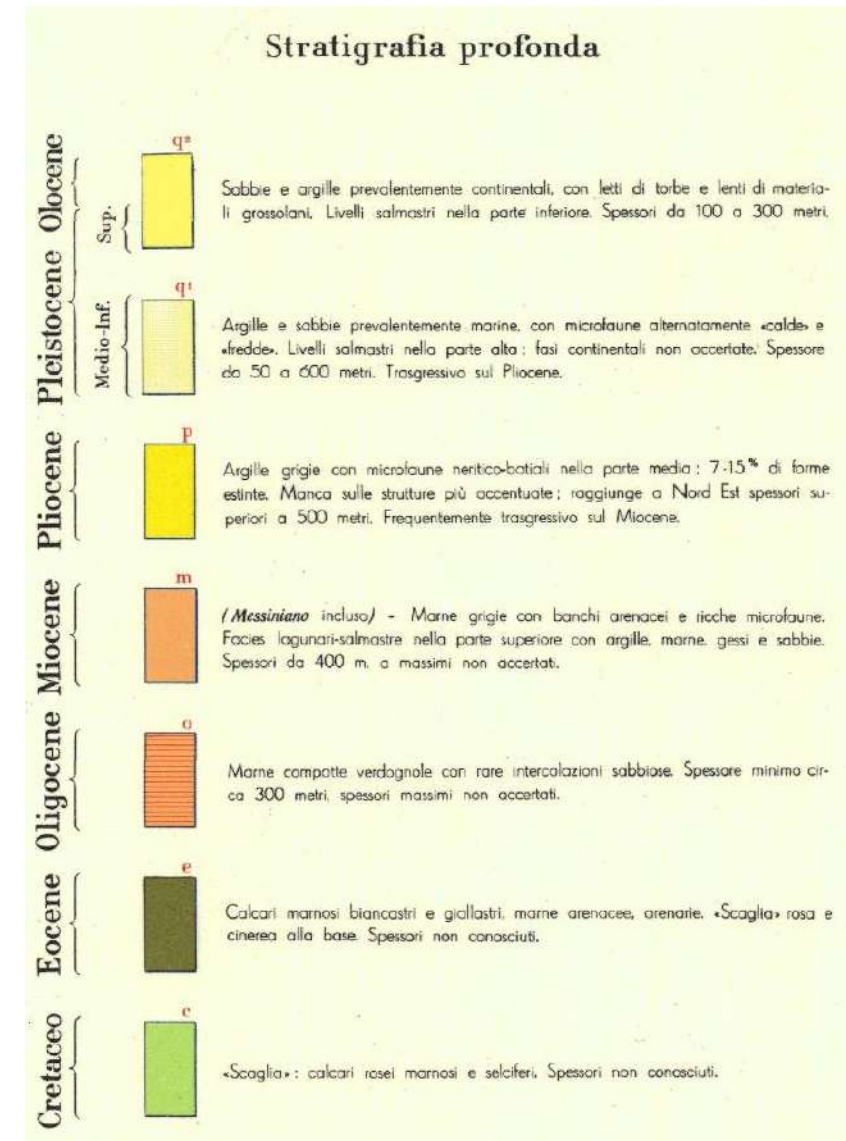 Stratigrafia profonda
Olocene
Pleistocene
Sup.
q²
Sabbie e argille prevalentemente continentali, con letti di torbe e lenti di materia-
li grossolani. Livelli salmastri nella parte inferiore. Spessori da 100 a 300 metri.
Medio-Inf.
q¹
Argille e sabbie prevalentemente marine, con microfaune alternatamente «calde» e
«fredde». Livelli salmastri nella parte alta; fasi continentali non accertate. Spessore
da 50 a 600 metri. Trasgressivo sul Pliocene.
Pliocene
p
Argille grigie con microfaune neritico-batiali nella parte media; 7-15% di forme
estinte. Manca sulle strutture più accentuate; raggiunge a Nord Est spessori su-
periori a 500 metri. Frequentemente trasgressivo sul Miocene.
Miocene
m
(Messiniano incluso) - Marne grigie con banchi arenacei e ricche microfaune.
Facies lagunari-salmastre nella parte superiore con argille, marne, gessi e sabbie.
Spessori da 400 m. a massimi non accertati.
Oligocene
o
Marne compatte verdognole con rare intercalazioni sabbiose. Spessore minimo cir-
ca 300 metri, spessori massimi non accertati.
Eocene
e
Calcari marnosi biancastri e giallastri, marne arenacee, arenarie. «Scaglia» rosa e
cinerea alla base. Spessori non conosciuti.
Cretaceo
c
«Scaglia»: calcari rosei marnosi e selciferi. Spessori non conosciuti.